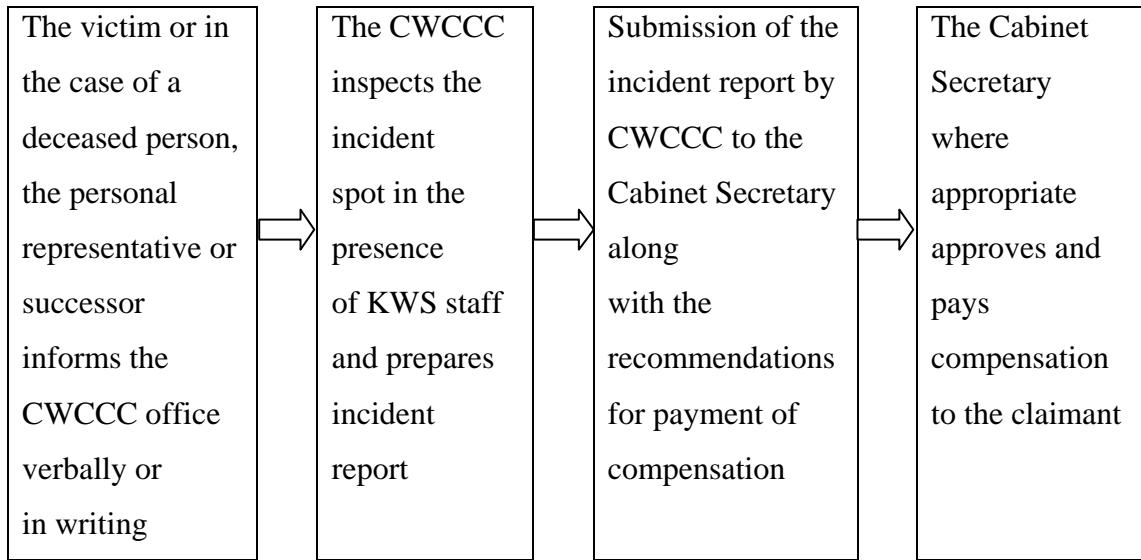 The victim or in
the case of a
deceased person,
the personal
representative or
successor
informs the
CWCCC office
verbally or
in writing
The CWCCC
inspects the
incident
spot in the
presence
of KWS staff
and prepares
incident
report
Submission of the
incident report by
CWCCC to the
Cabinet Secretary
along
with the
recommendations
for payment of
compensation
The Cabinet
Secretary
where
appropriate
approves and
pays
compensation
to the claimant